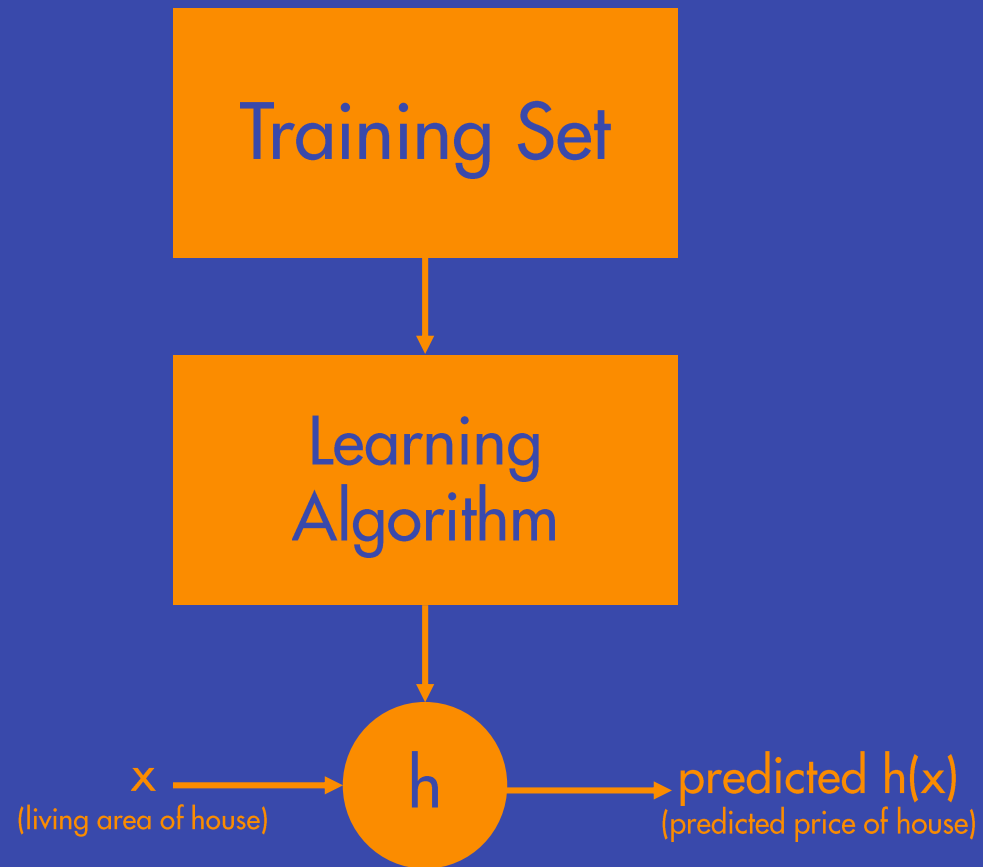 Training Set
Learning
Algorithm
h
x
(living area of house)
predicted h(x)
(predicted price of house)